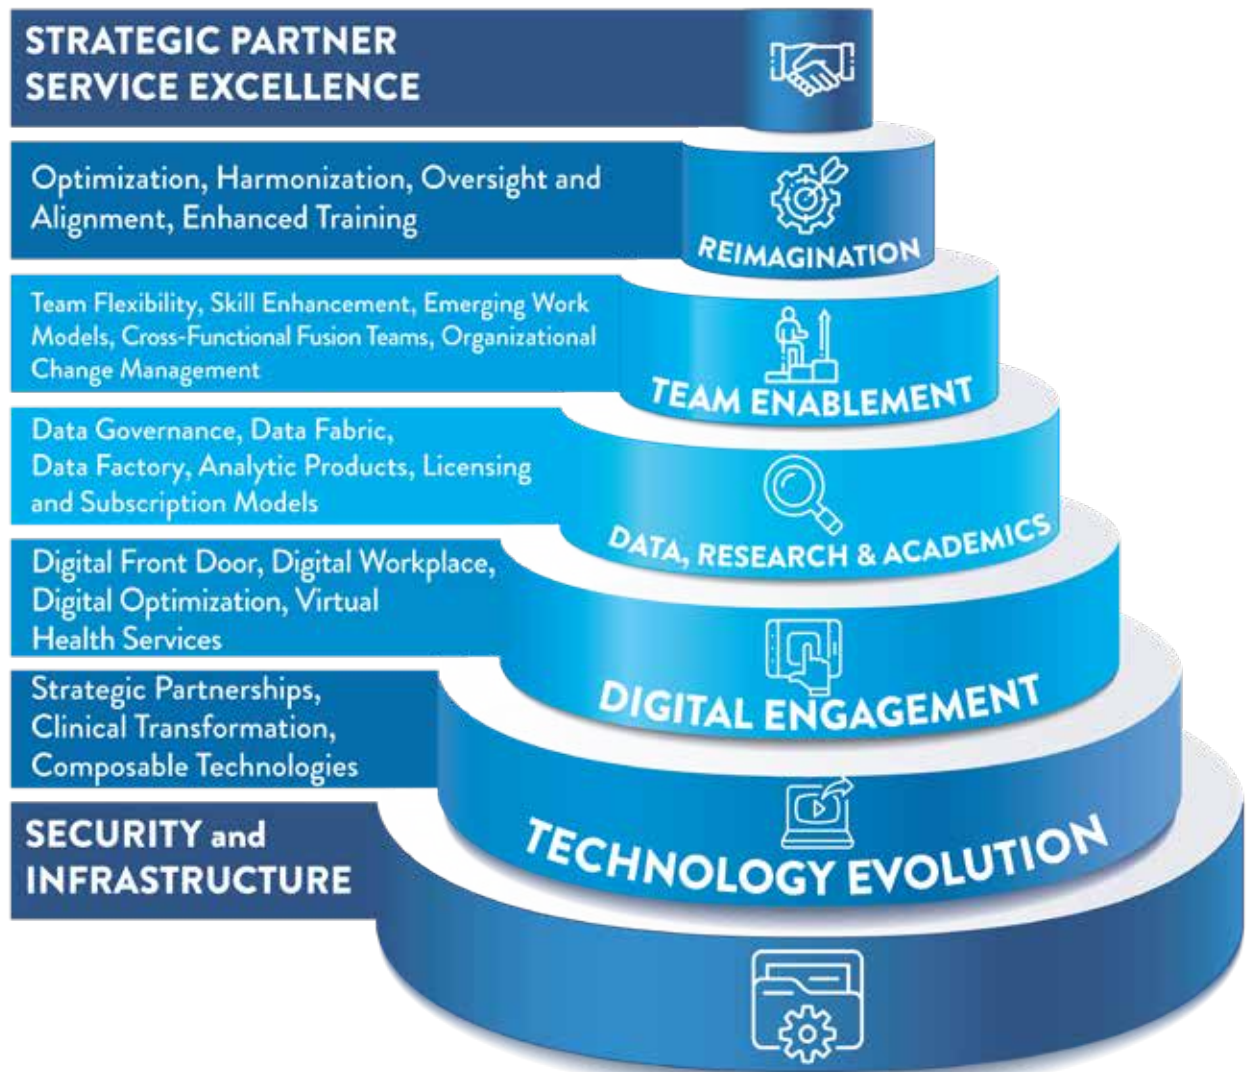 STRATEGIC PARTNER
SERVICE EXCELLENCE
Optimization, Harmonization, Oversight and
Alignment, Enhanced Training
REIMAGINATION
Team Flexibility, Skill Enhancement, Emerging Work
Models, Cross-Functional Fusion Teams, Organizational
Change Management
TEAM ENABLEMENT
Data Governance, Data Fabric,
Data Factory, Analytic Products, Licensing
and Subscription Models
DATA, RESEARCH & ACADEMICS
Digital Front Door, Digital Workplace,
Digital Optimization, Virtual
Health Services
DIGITAL ENGAGEMENT
Strategic Partnerships,
Clinical Transformation,
Composable Technologies
TECHNOLOGY EVOLUTION
SECURITY and
INFRASTRUCTURE